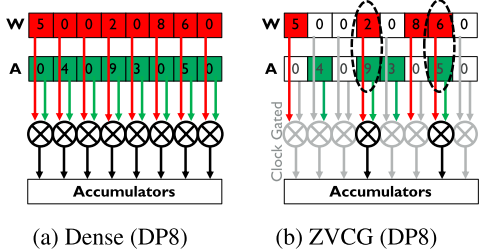 W 5 0 0 2 0 8 6 0
A 0 4 0 9 3 0 5 0
Accumulators
(a) Dense (DP8)
W 5 0 0 2 0 8 6 0
A 0 4 0 9 3 0 5 0
Clock Gated
Accumulators
(b) ZVCG (DP8)